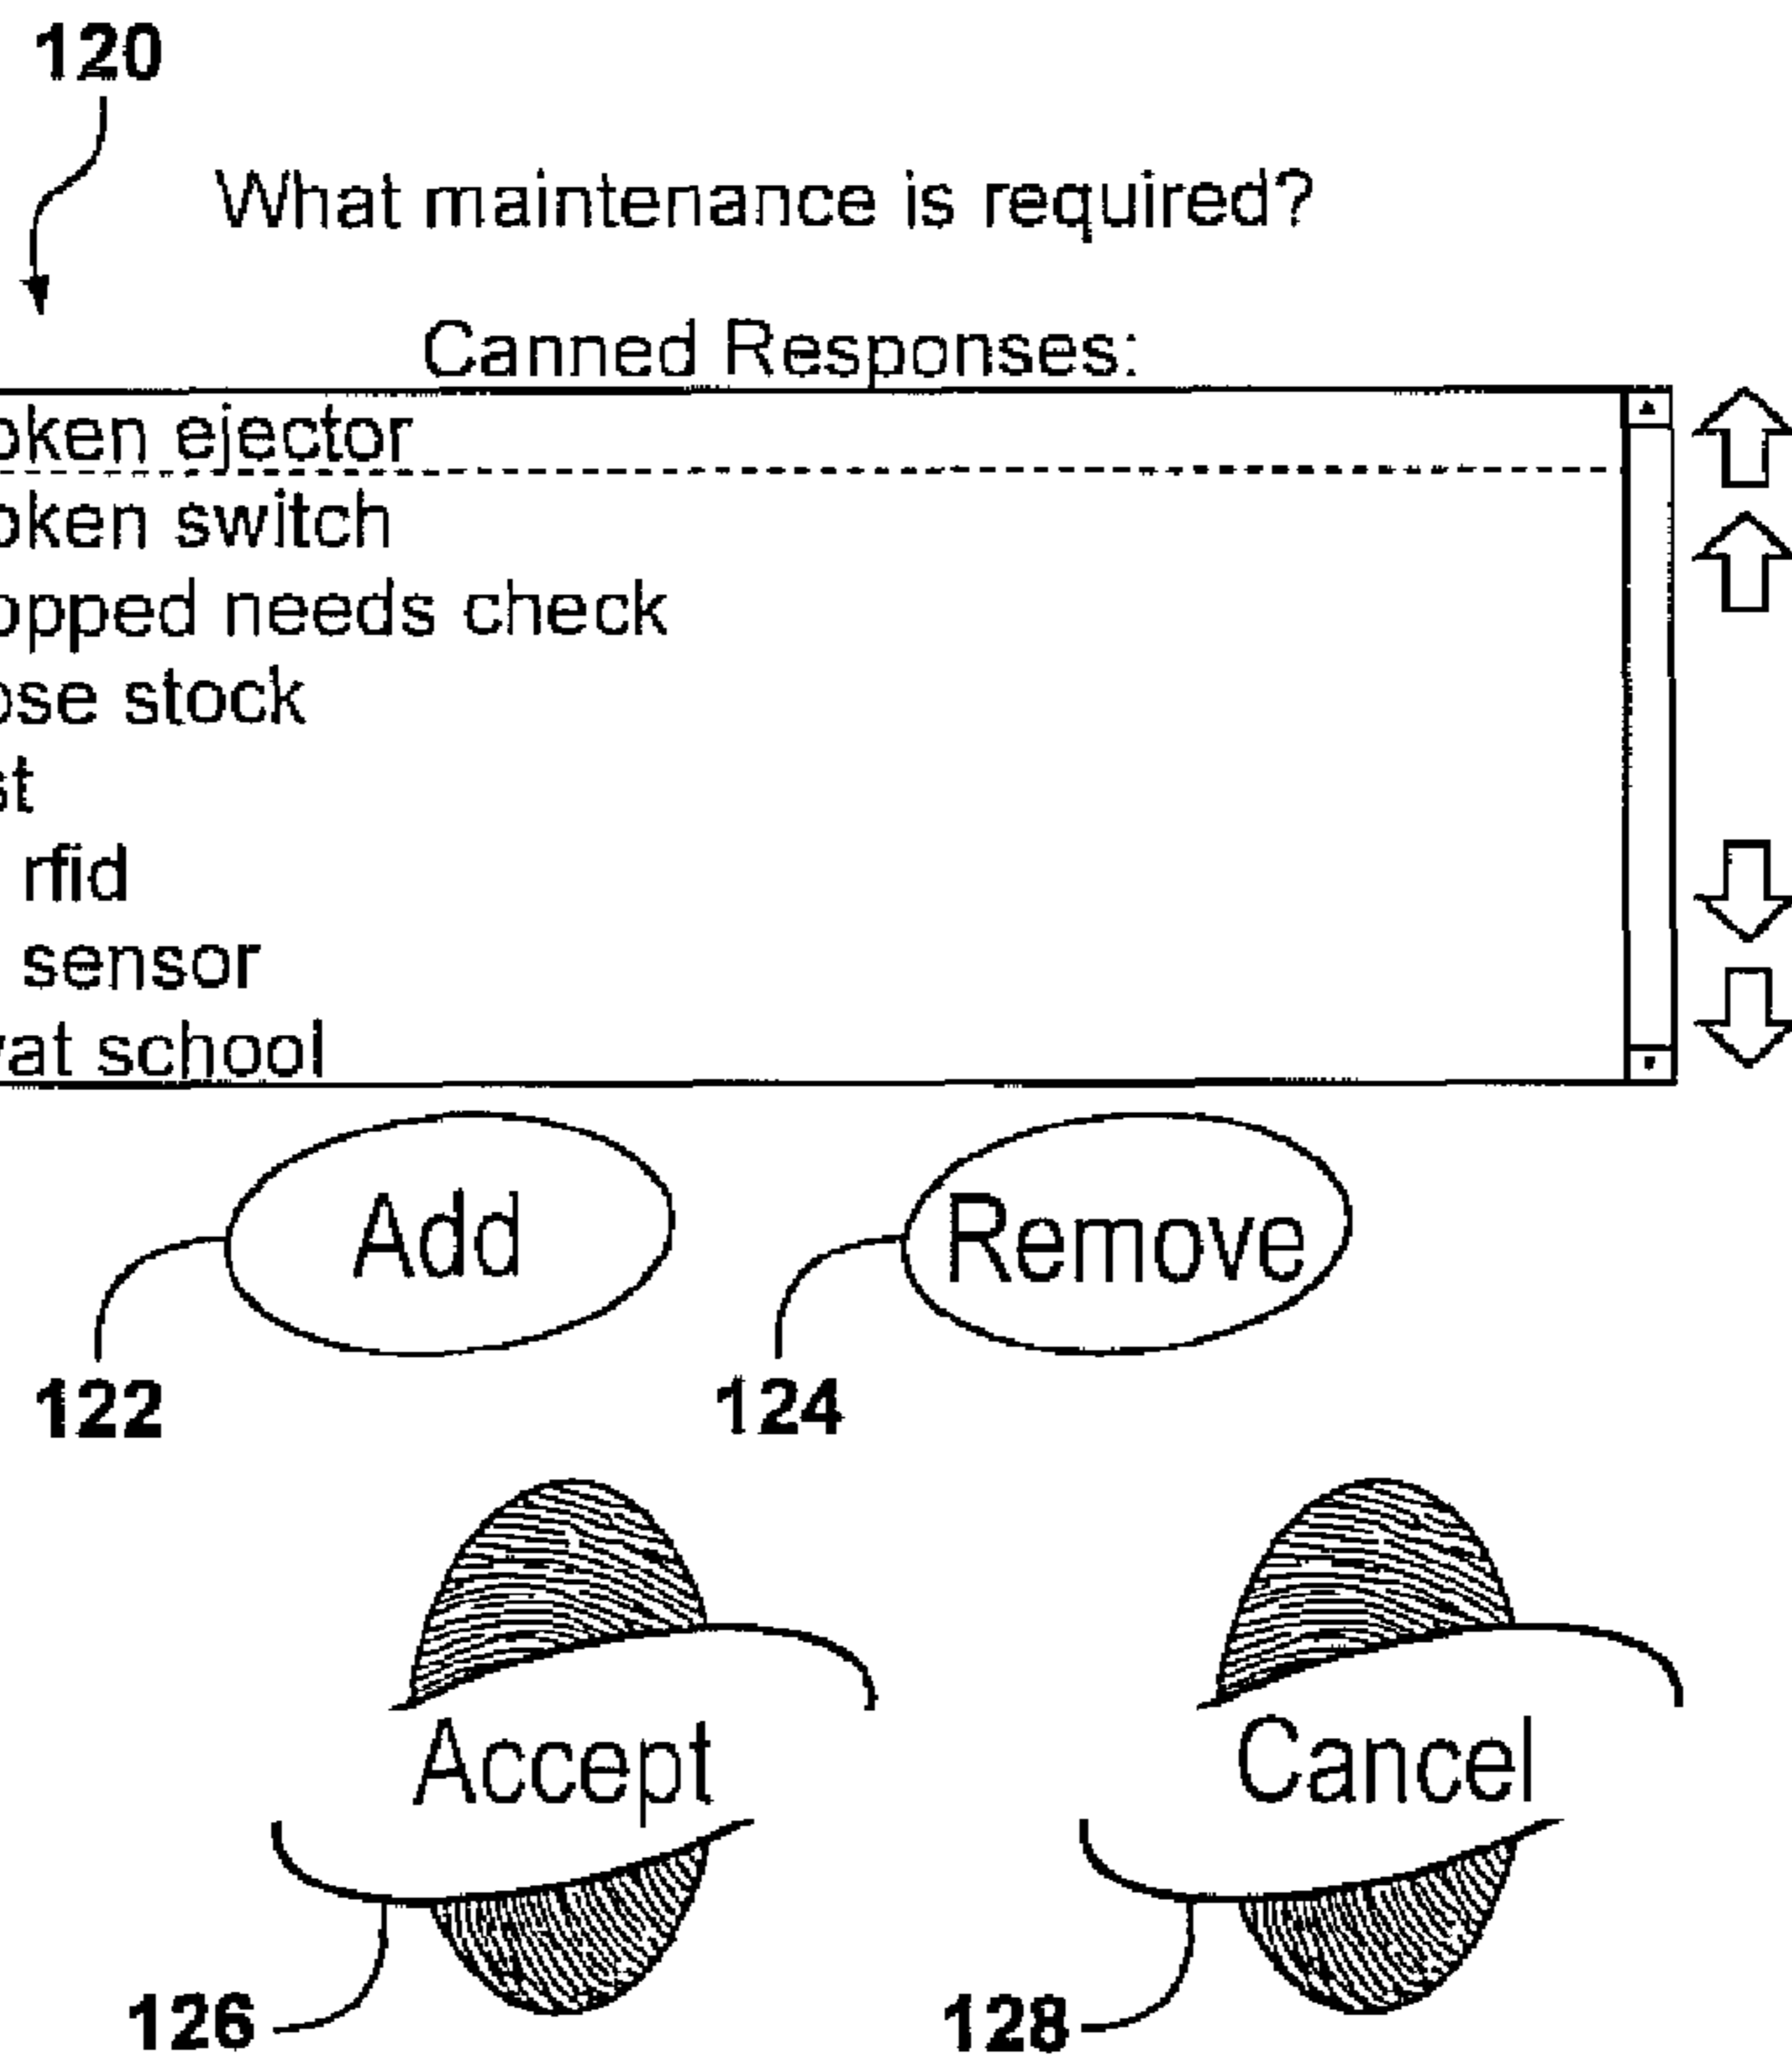 120
What maintenance is required?
Canned Responses:
oken ejector
oken switch
opped needs check
ose stock
st
rfid
sensor
vat school
Add
Remove
122
124
Accept
Cancel
126
128